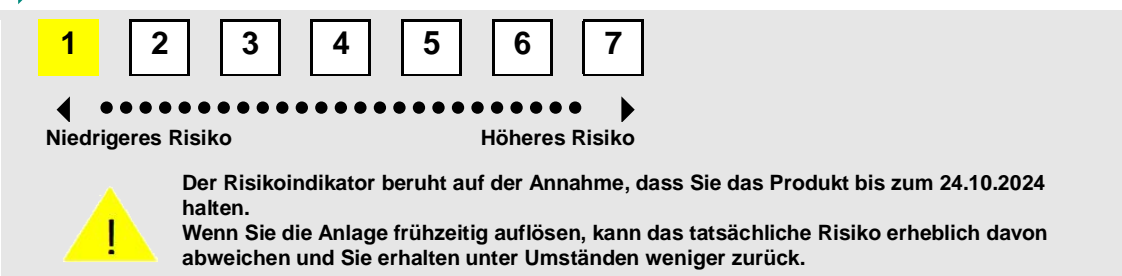 1 2 3 4 5 6 7
Niedrigeres Risiko Höheres Risiko
Der Risikoindikator beruht auf der Annahme, dass Sie das Produkt bis zum 24.10.2024
halten.
Wenn Sie die Anlage frühzeitig auflösen, kann das tatsächliche Risiko erheblich davon
abweichen und Sie erhalten unter Umständen weniger zurück.
!